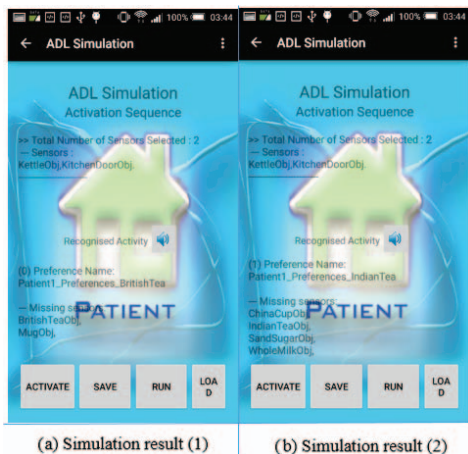 100% 03:44
ADL Simulation
ADL Simulation
Activation Sequence
>> Total Number of Sensors Selected : 2
--- Sensors :
KettleObj,KitchenDoorObj.
Recognised Activity
(0) Preference Name:
Patient1_Preferences_BritishTea
--- Missing sensors:
BritishTeaObj,
MugObj,
PATIENT
ACTIVATE
SAVE
RUN
LOA
D
(a) Simulation result (1)
100% 03:44
ADL Simulation
ADL Simulation
Activation Sequence
>> Total Number of Sensors Selected : 2
--- Sensors :
KettleObj,KitchenDoorObj.
Recognised Activity
(1) Preference Name:
Patient1_Preferences_IndianTea
--- Missing sensors:
ChinaCupObj,
IndianTeaObj,
SandSugarObj,
WholeMilkObj,
PATIENT
ACTIVATE
SAVE
RUN
LOA
D
(b) Simulation result (2)